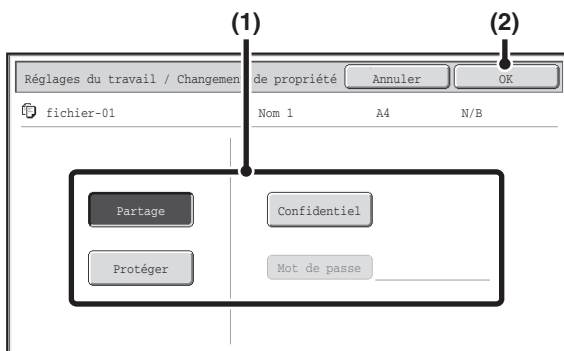 (1) (2)
Réglages du travail / Changement de propriété Annuler OK
fichier-01 Nom 1 A4 N/B
Partage Confidentiel
Protéger Mot de passe